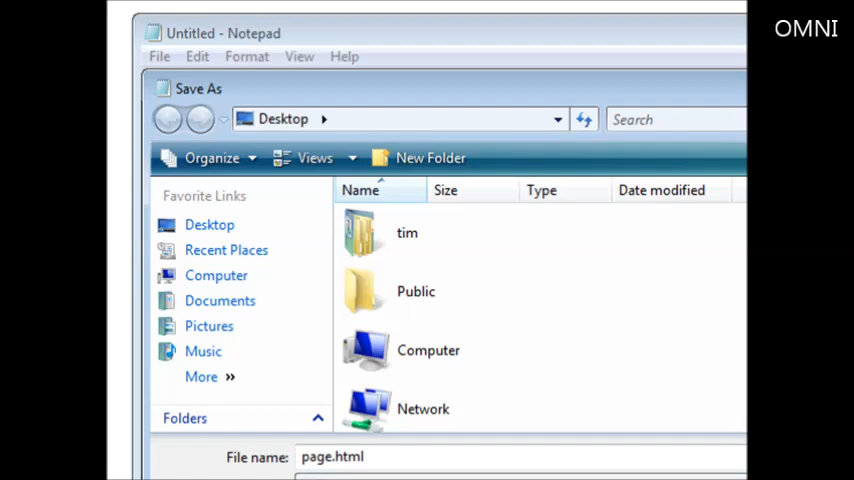 OMNI
Untitled - Notepad
File Edit Format View Help
Save As
Desktop Search
Organize Views New Folder
Favorite Links
Desktop
Recent Places
Computer
Documents
Pictures
Music
More
Folders
Name Size Type Date modified
tim
Public
Computer
Network
File name: page.html